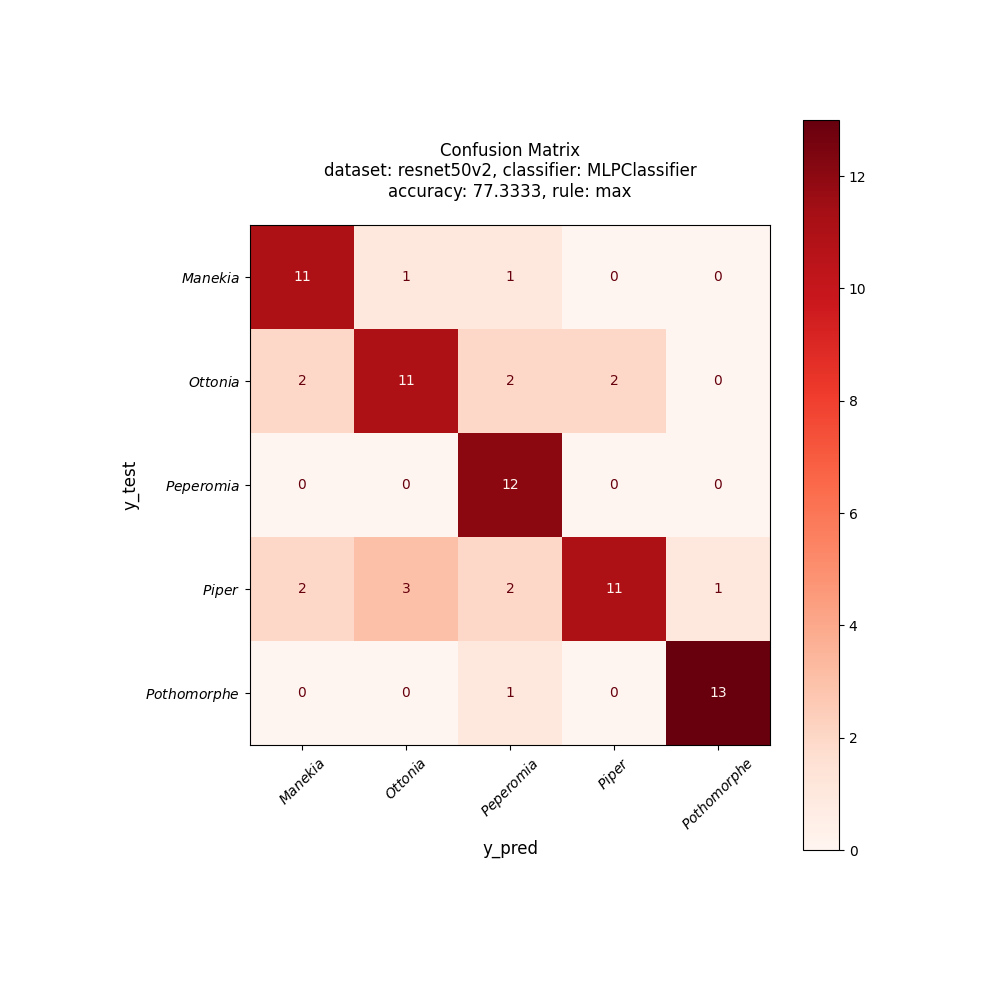 Confusion Matrix
dataset: resnet50v2, classifier: MLPClassifier
accuracy: 77.3333, rule: max
y_test
Manekia 11 1 1 0 0
Ottonia 2 11 2 2 0
Peperomia 0 0 12 0 0
Piper 2 3 2 11 1
Pothomorphe 0 0 1 0 13
Manekia Ottonia Peperomia Piper Pothomorphe
y_pred
12
10
8
6
4
2
0